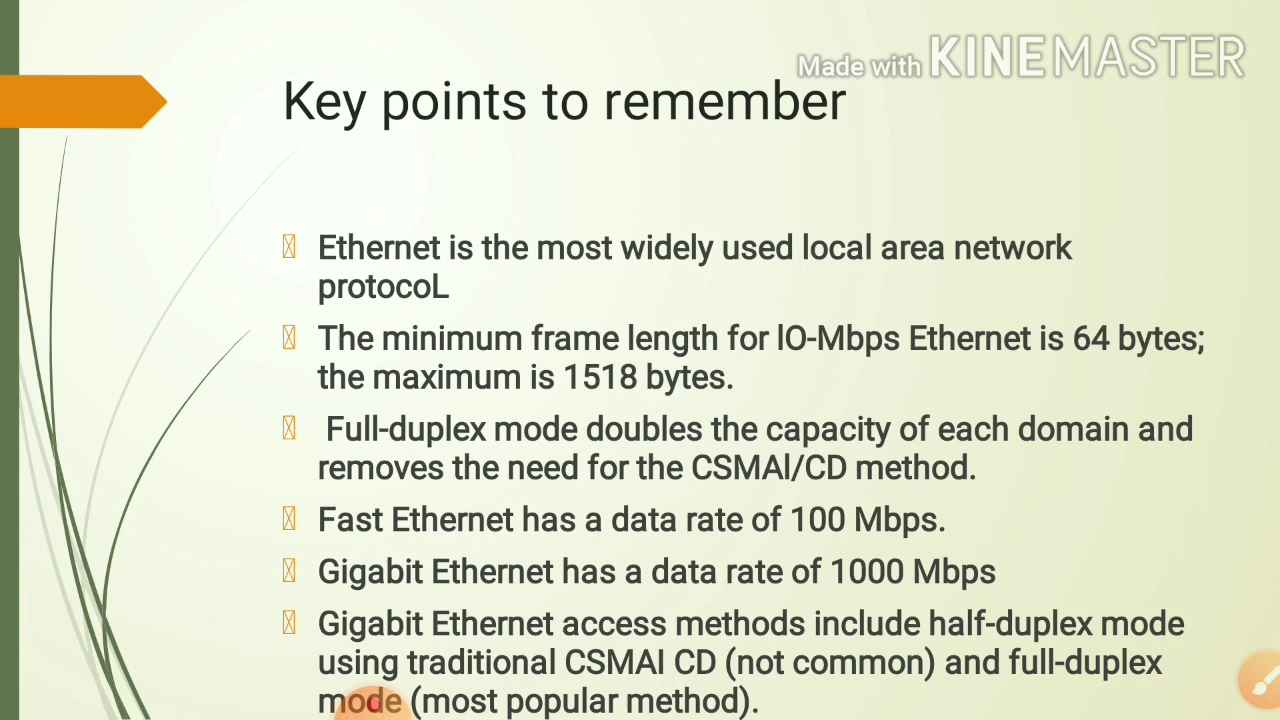 Made with KINEMASTER
Key points to remember
Ethernet is the most widely used local area network
protocoL
The minimum frame length for lO-Mbps Ethernet is 64 bytes;
the maximum is 1518 bytes.
Full-duplex mode doubles the capacity of each domain and
removes the need for the CSMAl/CD method.
Fast Ethernet has a data rate of 100 Mbps.
Gigabit Ethernet has a data rate of 1000 Mbps
Gigabit Ethernet access methods include half-duplex mode
using traditional CSMAI CD (not common) and full-duplex
mode (most popular method).